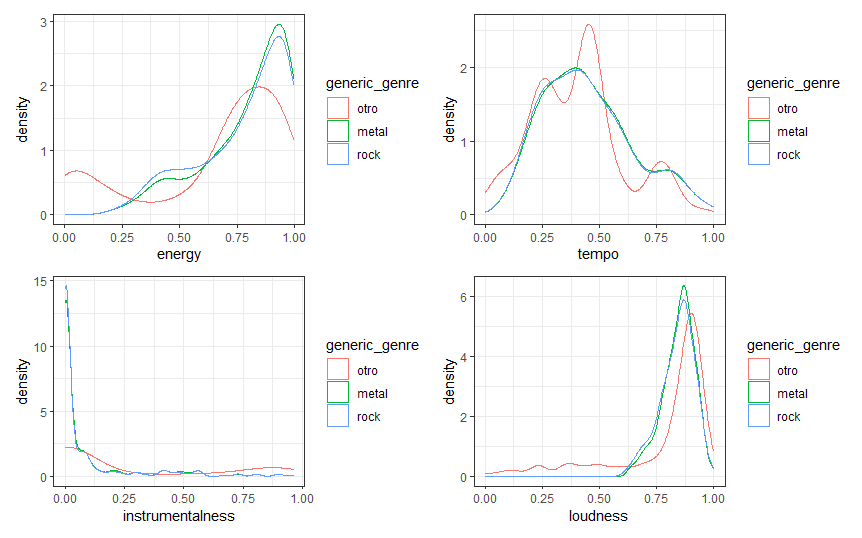 3
2
1
0
density
0.00 0.25 0.50 0.75 1.00
energy
generic_genre
otro
metal
rock
2
1
0
density
0.00 0.25 0.50 0.75 1.00
tempo
generic_genre
otro
metal
rock
15
10
5
0
density
0.00 0.25 0.50 0.75 1.00
instrumentalness
generic_genre
otro
metal
rock
6
4
2
0
density
0.00 0.25 0.50 0.75 1.00
loudness
generic_genre
otro
metal
rock